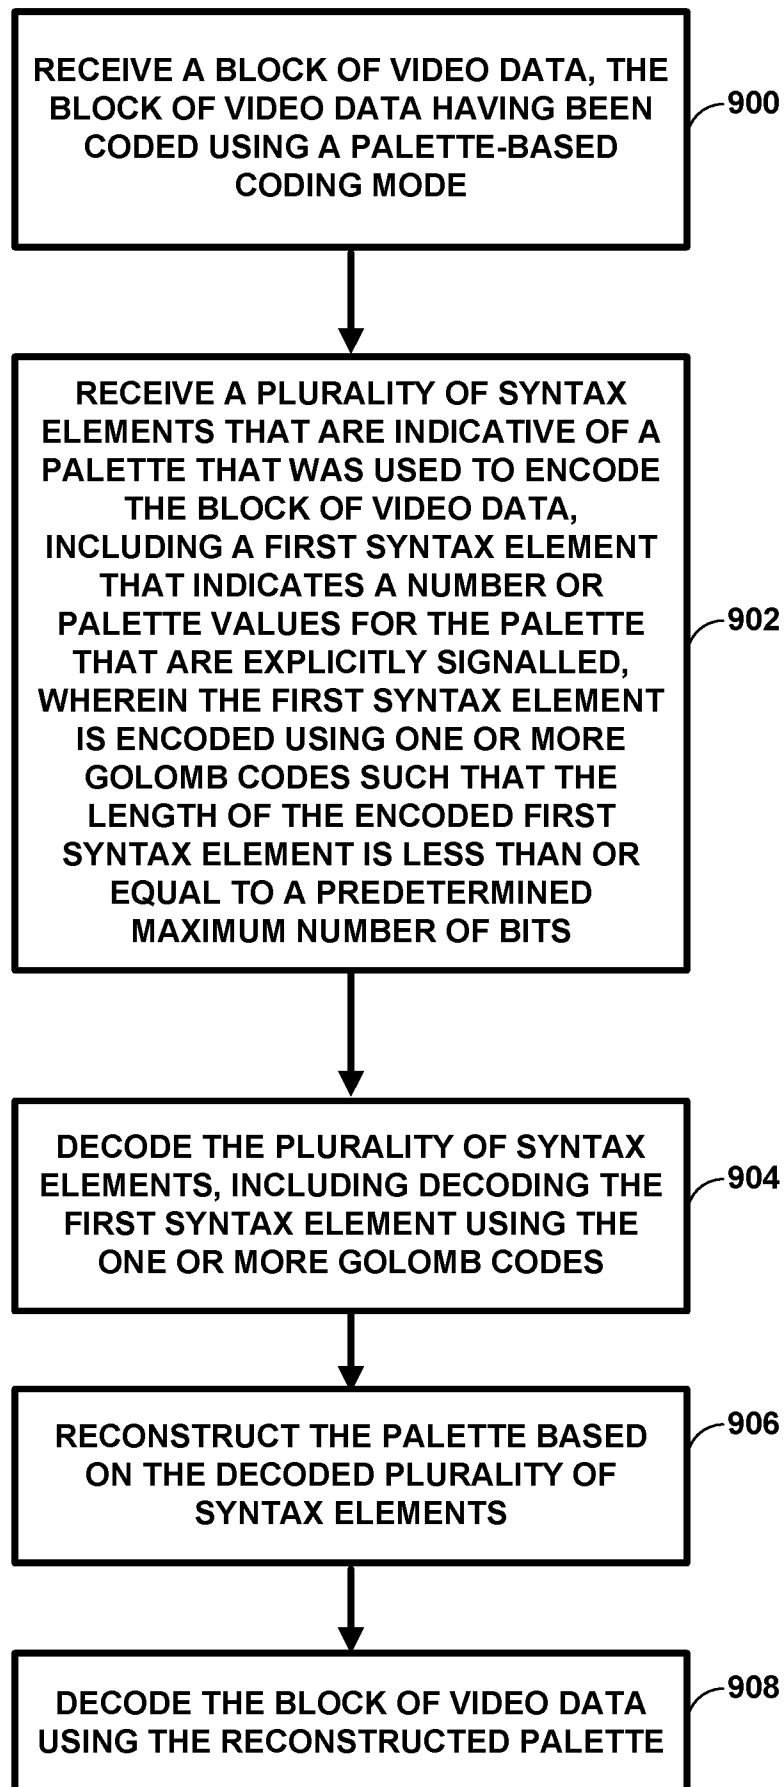 RECEIVE A BLOCK OF VIDEO DATA, THE
BLOCK OF VIDEO DATA HAVING BEEN
CODED USING A PALETTE-BASED
CODING MODE
900
RECEIVE A PLURALITY OF SYNTAX
ELEMENTS THAT ARE INDICATIVE OF A
PALETTE THAT WAS USED TO ENCODE
THE BLOCK OF VIDEO DATA,
INCLUDING A FIRST SYNTAX ELEMENT
THAT INDICATES A NUMBER OR
PALETTE VALUES FOR THE PALETTE
THAT ARE EXPLICITLY SIGNALLED,
WHEREIN THE FIRST SYNTAX ELEMENT
IS ENCODED USING ONE OR MORE
GOLOMB CODES SUCH THAT THE
LENGTH OF THE ENCODED FIRST
SYNTAX ELEMENT IS LESS THAN OR
EQUAL TO A PREDETERMINED
MAXIMUM NUMBER OF BITS
902
DECODE THE PLURALITY OF SYNTAX
ELEMENTS, INCLUDING DECODING THE
FIRST SYNTAX ELEMENT USING THE
ONE OR MORE GOLOMB CODES
904
RECONSTRUCT THE PALETTE BASED
ON THE DECODED PLURALITY OF
SYNTAX ELEMENTS
906
DECODE THE BLOCK OF VIDEO DATA
USING THE RECONSTRUCTED PALETTE
908